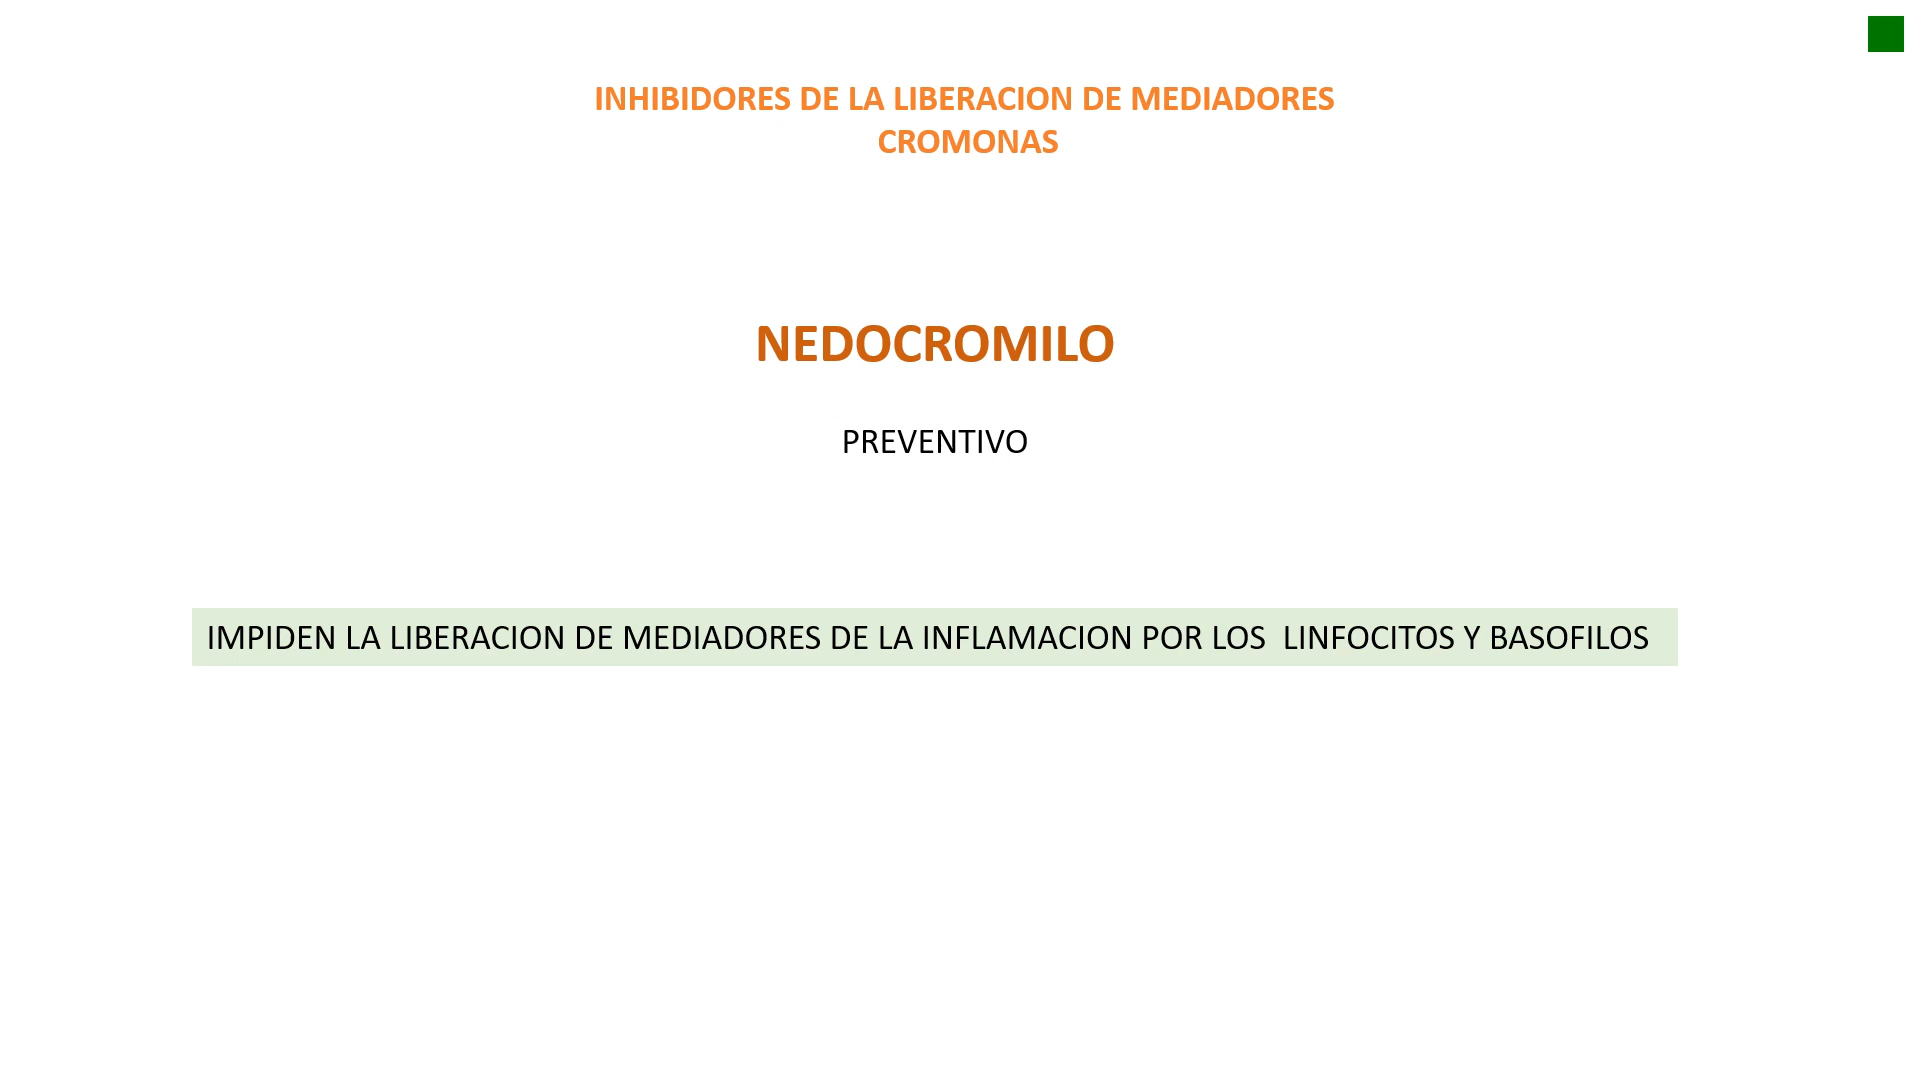 INHIBIDORES DE LA LIBERACION DE MEDIADORES
CROMONAS
NEDOCROMILO
PREVENTIVO
IMPIDEN LA LIBERACION DE MEDIADORES DE LA INFLAMACION POR LOS  LINFOCITOS Y BASOFILOS